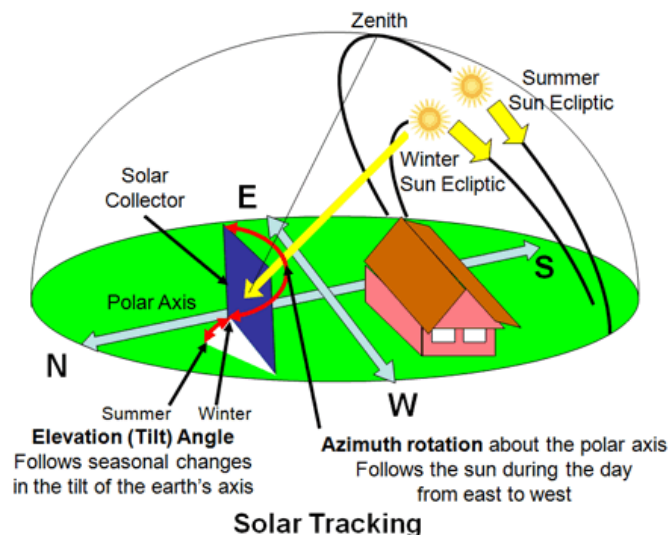 Zenith
Summer
Sun Ecliptic
Winter
Sun Ecliptic
Solar
Collector
E
S
Polar Axis
N
W
Summer
Winter
Elevation (Tilt) Angle
Follows seasonal changes
in the tilt of the earth's axis
Azimuth rotation about the polar axis
Follows the sun during the day
from east to west
Solar Tracking